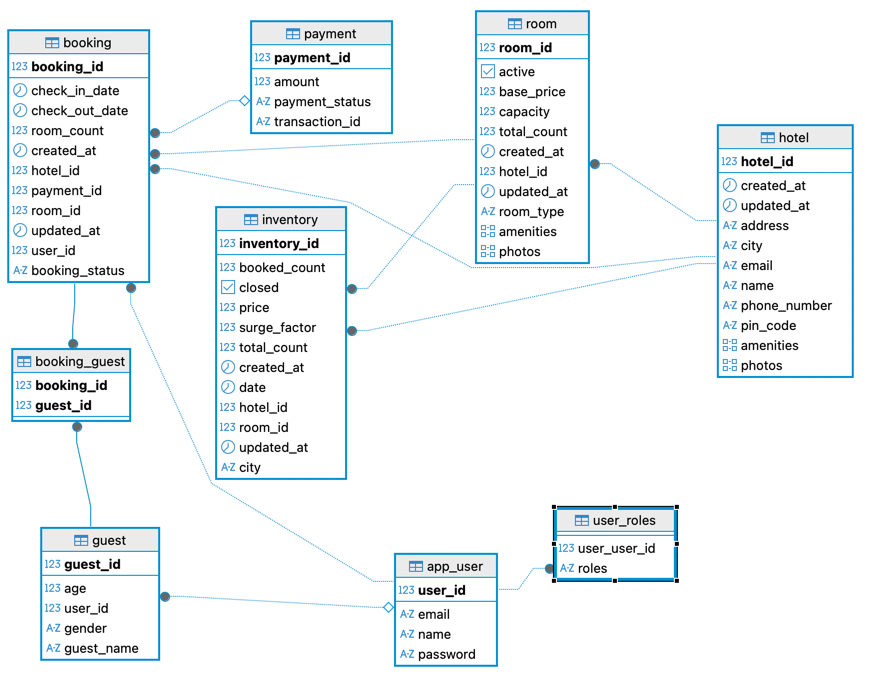 booking
123 booking_id
check_in_date
check_out_date
123 room_count
created_at
123 hotel_id
123 payment_id
123 room_id
updated_at
123 user_id
A-Z booking_status
payment
123 payment_id
123 amount
A-Z payment_status
A-Z transaction_id
room
123 room_id
active
123 base_price
123 capacity
123 total_count
created_at
123 hotel_id
updated_at
A-Z room_type
amenities
photos
hotel
123 hotel_id
created_at
updated_at
A-Z address
A-Z city
A-Z email
A-Z name
A-Z phone_number
A-Z pin_code
amenities
photos
inventory
123 inventory_id
123 booked_count
closed
123 price
123 surge_factor
123 total_count
created_at
date
123 hotel_id
123 room_id
updated_at
A-Z city
booking_guest
123 booking_id
123 guest_id
guest
123 guest_id
123 age
123 user_id
A-Z gender
A-Z guest_name
app_user
123 user_id
A-Z email
A-Z name
A-Z password
user_roles
123 user_user_id
A-Z roles